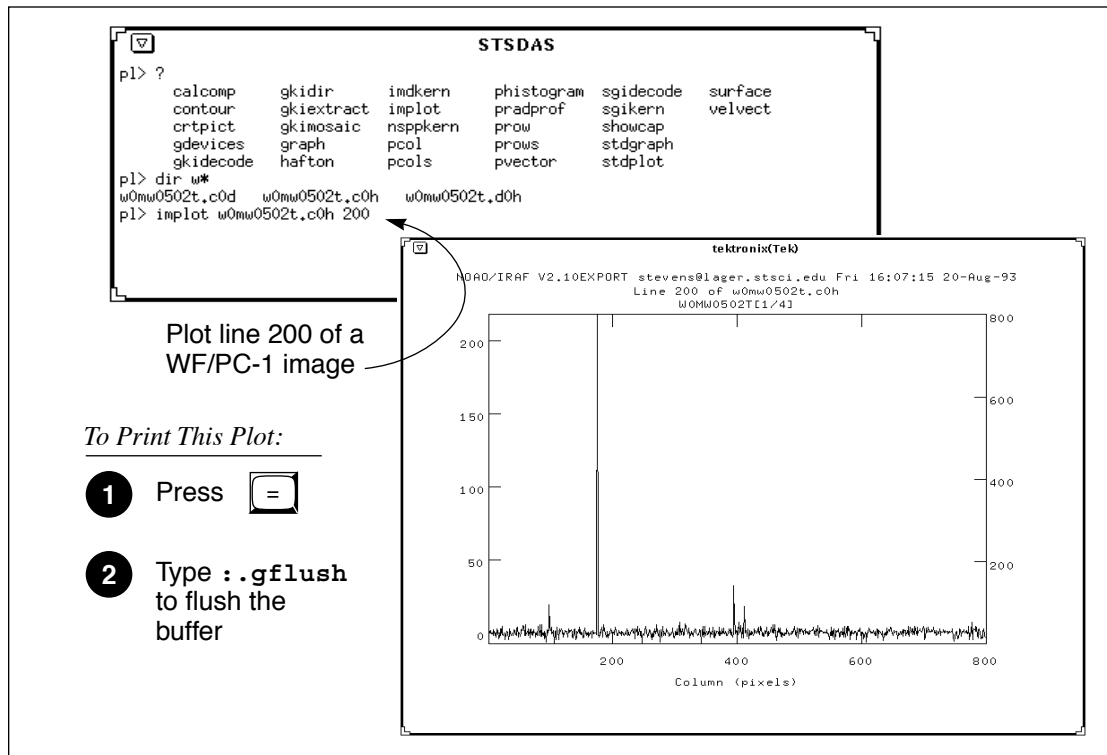 STSDAS
pl> ?
calcomp gkidir imdkern phistogram sgidecode surface
contour gkiextract implot pradprof sgikern velvect
crtpict gkimosaic nsppkern prow showcap
gdevices graph pcol prows stdgraph
gkidecode hafton pcols pvector stdplot
pl> dir w*
w0mw0502t.c0d w0mw0502t.c0h w0mw0502t.d0h
pl> implot w0mw0502t.c0h 200
tektronix(Tek)
NOAO/IRAF V2.10EXPORT stevens@lager.stsci.edu Fri 16:07:15 20-Aug-93
Line 200 of w0mw0502t.c0h
W0MW0502T[1/4]
Plot line 200 of a
WF/PC-1 image
To Print This Plot:
1 Press =
2 Type :.gflush
to flush the
buffer
200
150
100
50
0
800
600
400
200
200 400 600 800
Column (pixels)